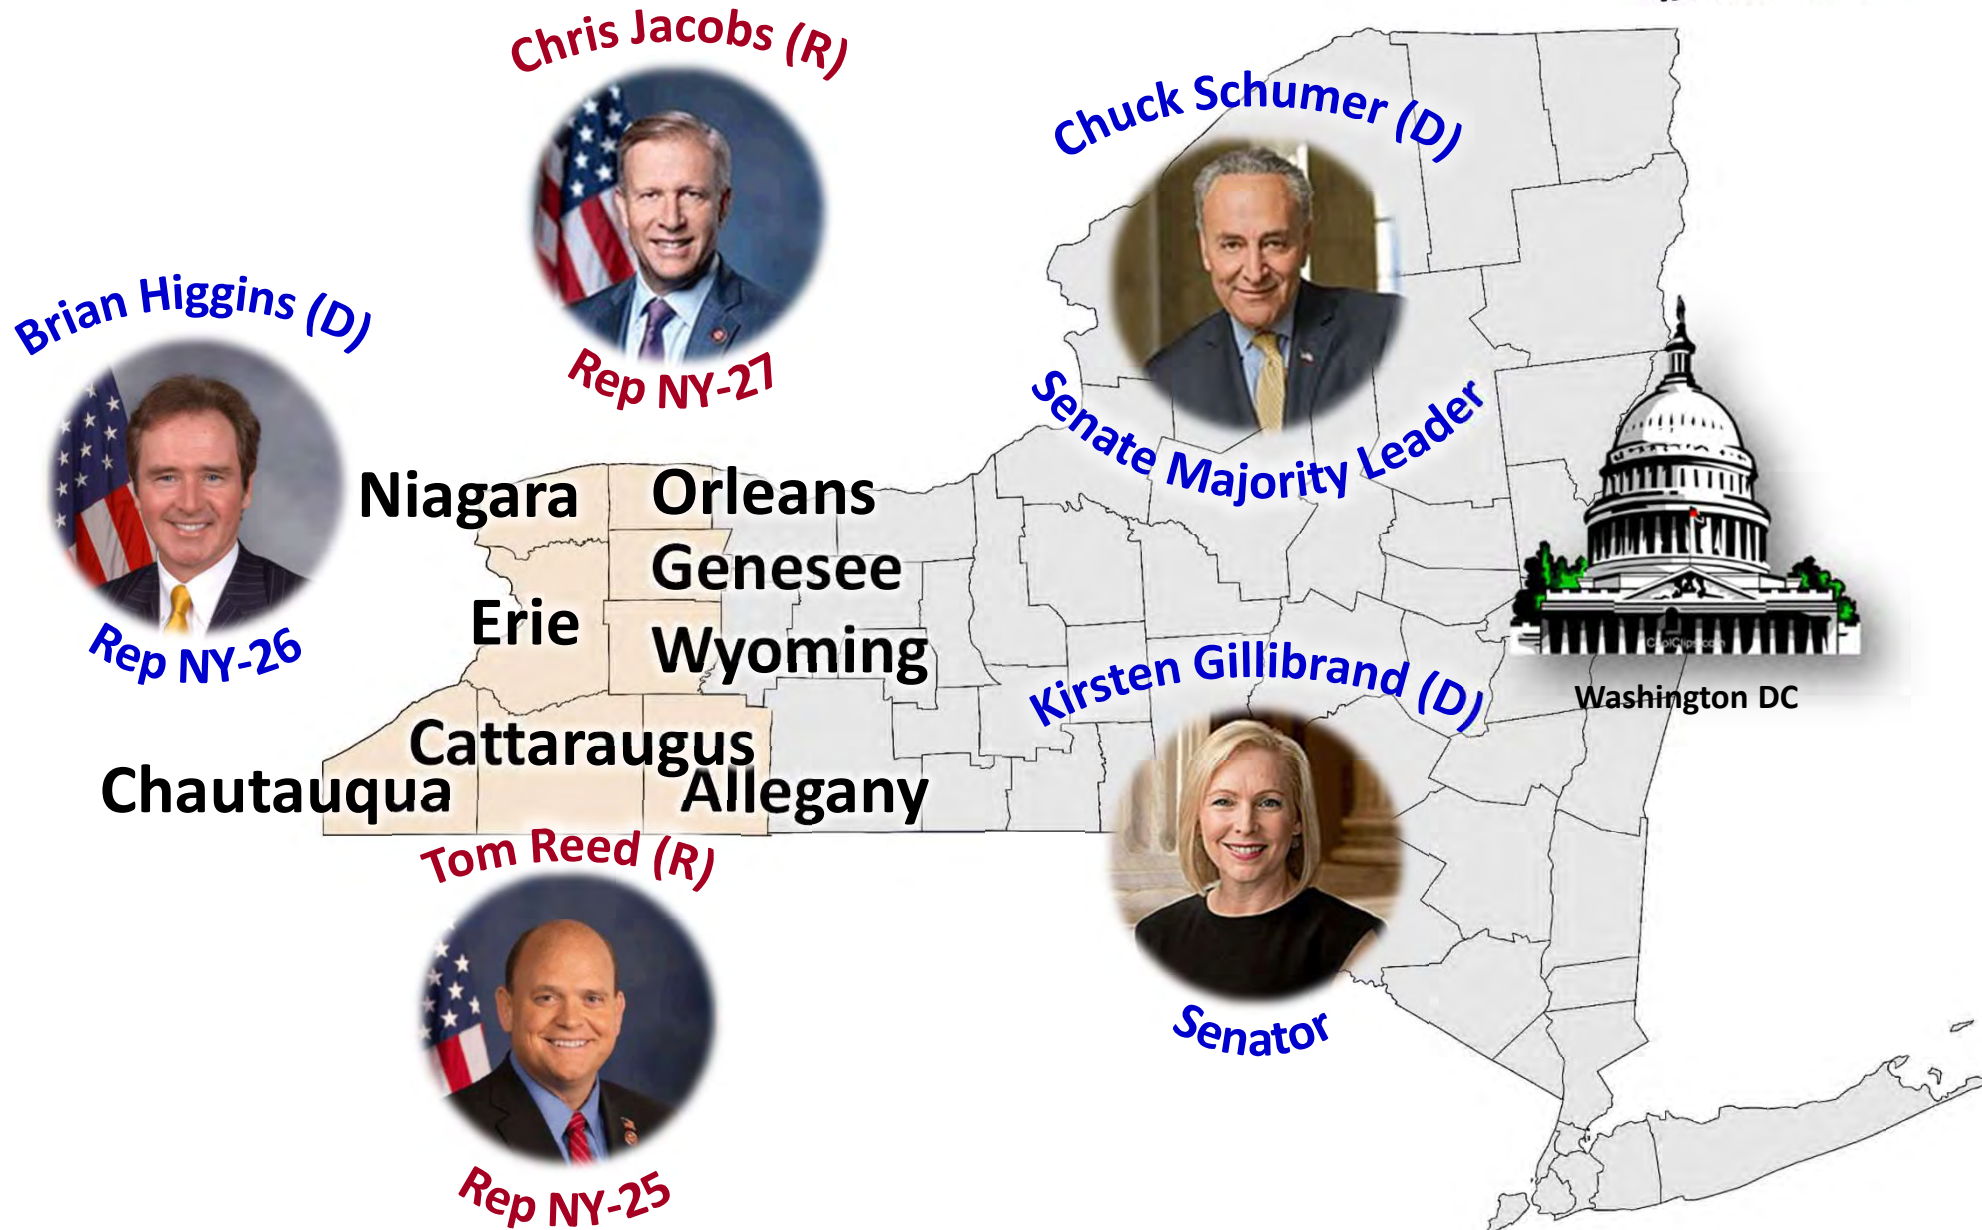 Chris Jacobs (R)
Rep NY-27
Chuck Schumer (D)
Senate Majority Leader
Brian Higgins (D)
Rep NY-26
Niagara
Orleans
Genesee
Erie
Wyoming
Cattaraugus
Chautauqua
Allegany
Kirsten Gillibrand (D)
Senator
Washington DC
Tom Reed (R)
Rep NY-25